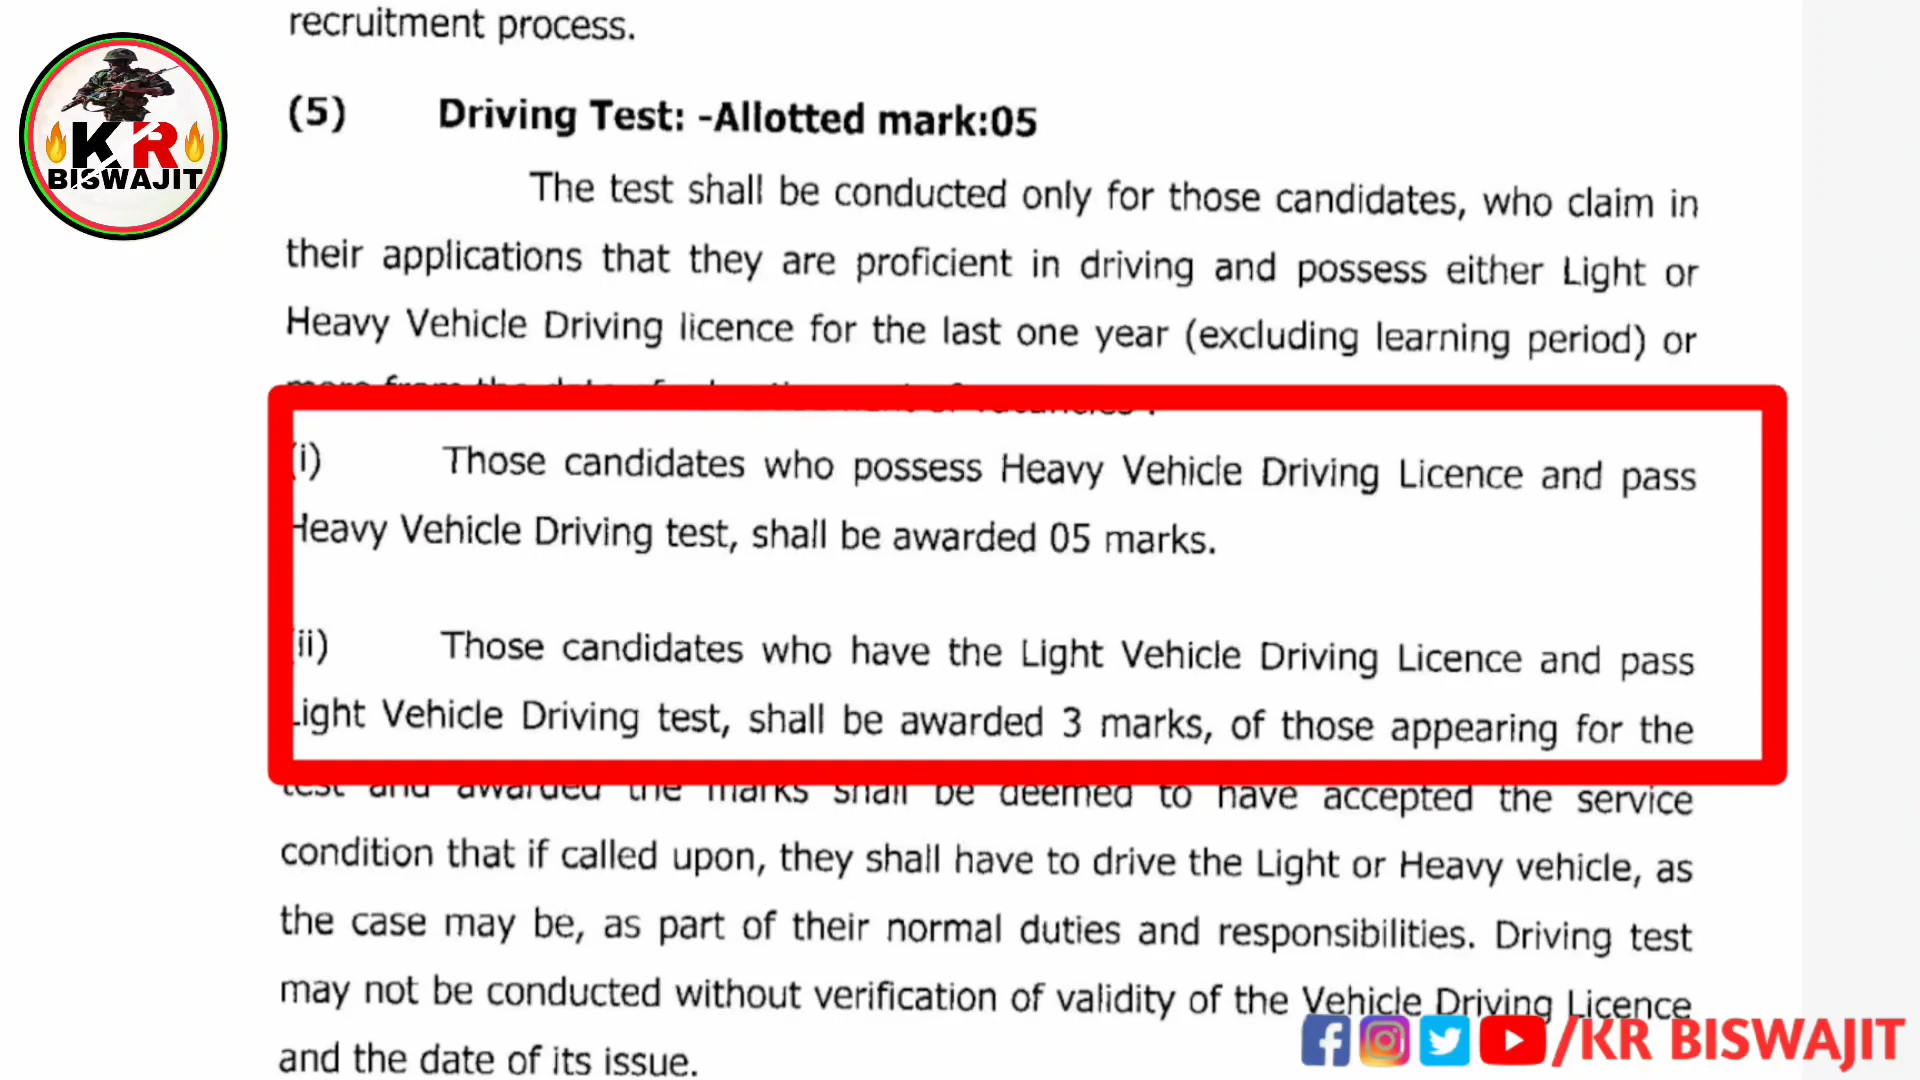 recruitment process.
KR
BISWAJIT
(5) Driving Test: -Allotted mark:05
The test shall be conducted only for those candidates, who claim in
their applications that they are proficient in driving and possess either Light or
Heavy Vehicle Driving licence for the last one year (excluding learning period) or
(i) Those candidates who possess Heavy Vehicle Driving Licence and pass
Heavy Vehicle Driving test, shall be awarded 05 marks.
(ii) Those candidates who have the Light Vehicle Driving Licence and pass
Light Vehicle Driving test, shall be awarded 3 marks, of those appearing for the
test and awarded the marks shall be deemed to have accepted the service
condition that if called upon, they shall have to drive the Light or Heavy vehicle, as
the case may be, as part of their normal duties and responsibilities. Driving test
may not be conducted without verification of validity of the Vehicle Driving Licence
and the date of its issue.
/KR BISWAJIT